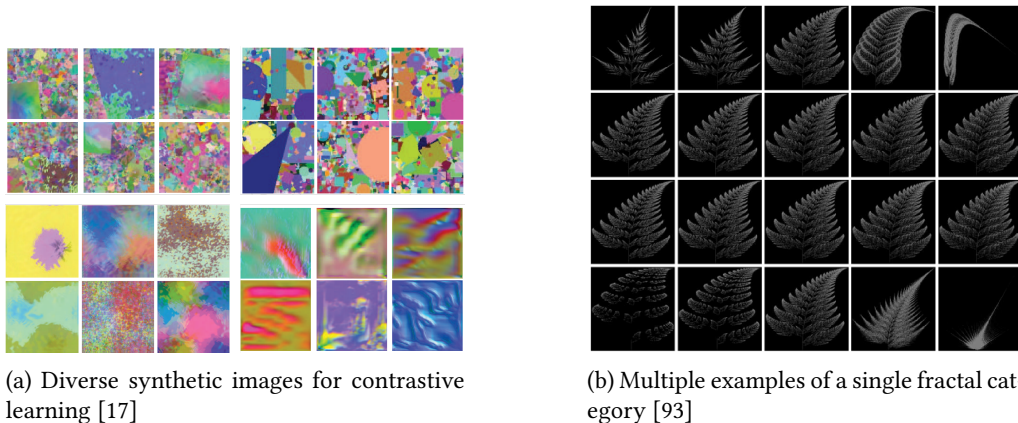 (a) Diverse synthetic images for contrastive
learning [17]
(b) Multiple examples of a single fractal cat
egory [93]